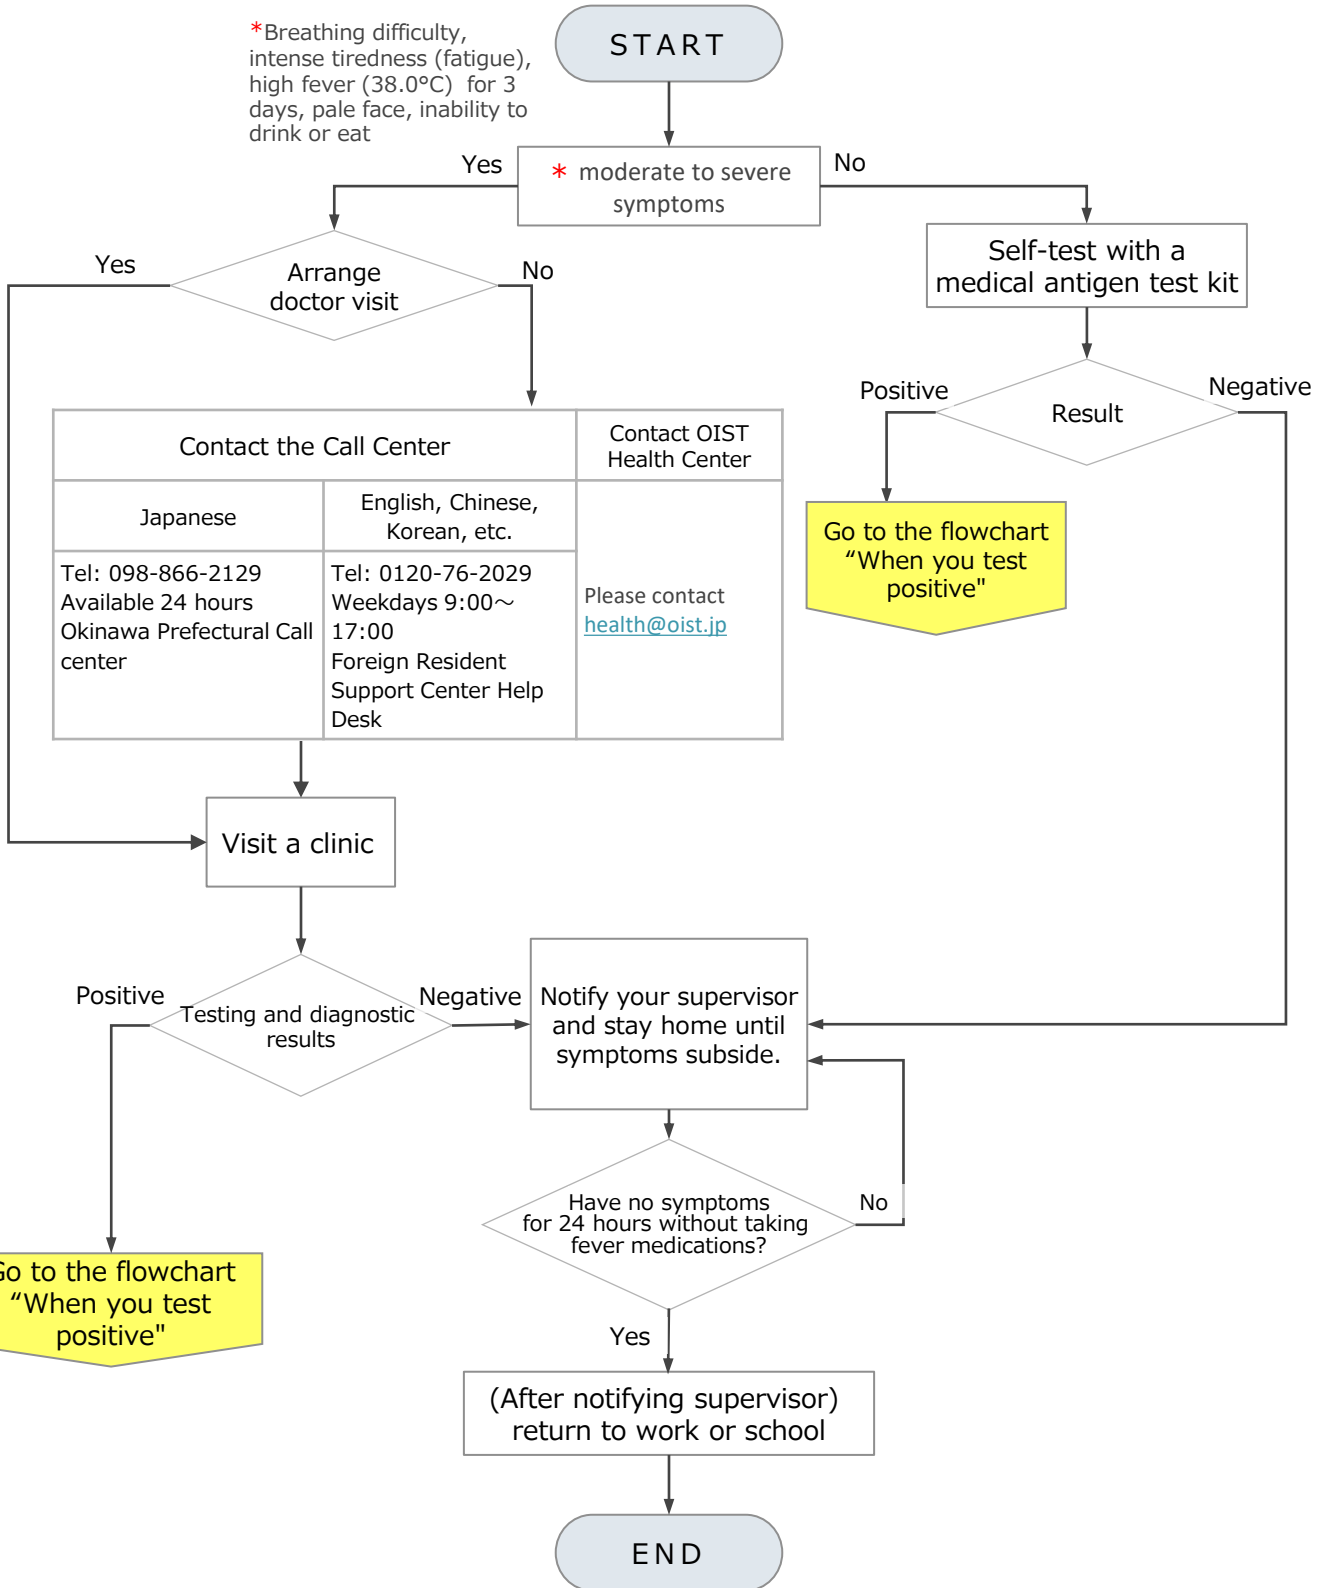 START
*Breathing difficulty,
intense tiredness (fatigue),
high fever (38.0°C) for 3
days, pale face, inability to
drink or eat
Yes
* moderate to severe
symptoms
No
Yes
Arrange
doctor visit
No
Self-test with a
medical antigen test kit
Positive
Result
Negative
Contact the Call Center
Contact OIST
Health Center
Japanese
English, Chinese,
Korean, etc.
Tel: 098-866-2129
Available 24 hours
Okinawa Prefectural Call
center
Tel: 0120-76-2029
Weekdays 9:00～
17:00
Foreign Resident
Support Center Help
Desk
Please contact
health@oist.jp
Go to the flowchart
“When you test
positive"
Visit a clinic
Positive
Testing and diagnostic
results
Negative
Notify your supervisor
and stay home until
symptoms subside.
Have no symptoms
for 24 hours without taking
fever medications?
No
Go to the flowchart
“When you test
positive"
Yes
(After notifying supervisor)
return to work or school
END